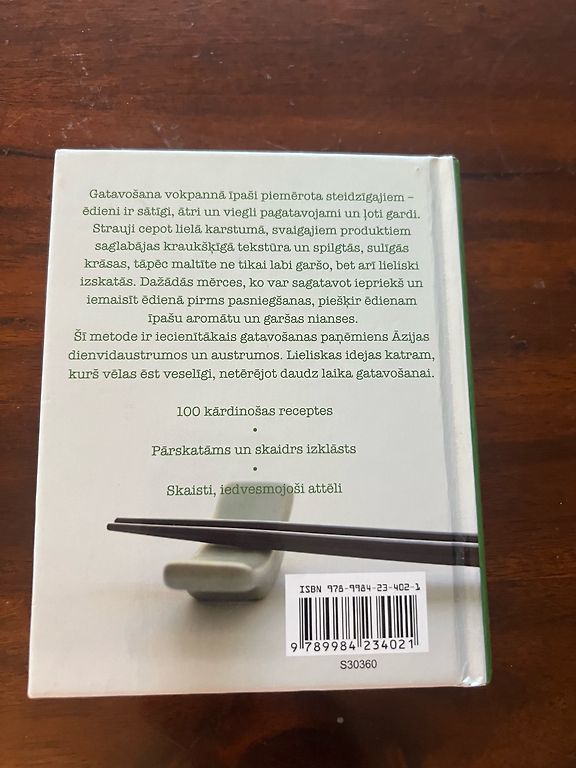 Gatavošana vokpannā īpaši piemērota steidzīgajiem –
ēdieni ir sātīgi, ātri un viegli pagatavojami un ļoti gardi.
Strauji cepot lielā karstumā, svaigajiem produktiem
saglabājas kraukšķīgā tekstūra un spilgtās, sulīgās
krāsas, tāpēc maltīte ne tikai labi garšo, bet arī lieliski
izskatās. Dažādās mērces, ko var sagatavot iepriekš un
iemaisīt ēdienā pirms pasniegšanas, piešķir ēdienam
īpašu aromātu un garšas nianses.
Šī metode ir iecienītākais gatavošanas paņēmiens Āzijas
dienvidaustrumos un austrumos. Lieliskas idejas katram,
kurš vēlas ēst veselīgi, netērējot daudz laika gatavošanai.
100 kārdinošas receptes
•
Pārskatāms un skaidrs izklāsts
•
Skaisti, iedvesmojoši attēli
ISBN 978-9984-23-402-1
9 789984 234021
S30360